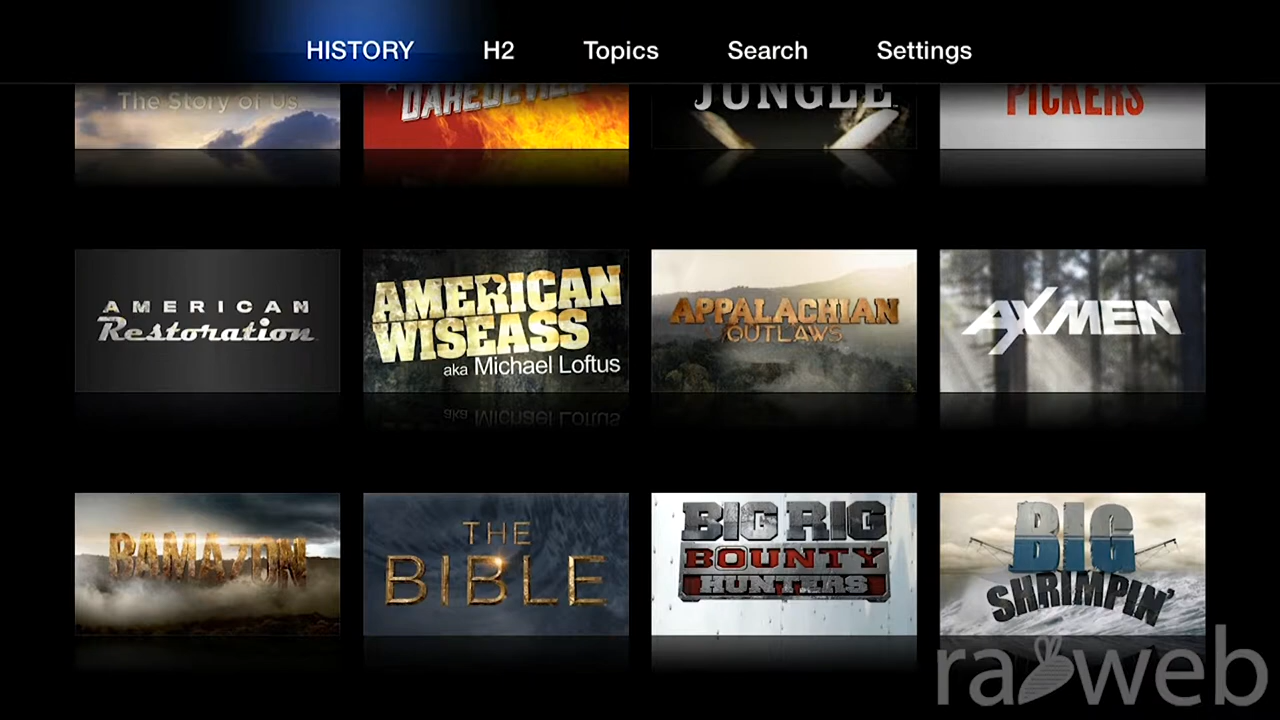 HISTORY H2 Topics Search Settings
The Story of Us
DAREDEVILS
JUNGLE
PICKERS
AMERICAN
Restoration
AMERICAN
WISEASS
aka Michael Loftus
APPALACHIAN
OUTLAWS
AXMEN
BAMAZON
THE
BIBLE
BIG RIG
BOUNTY
HUNTERS
BIG
SHRIMPIN'
raweb